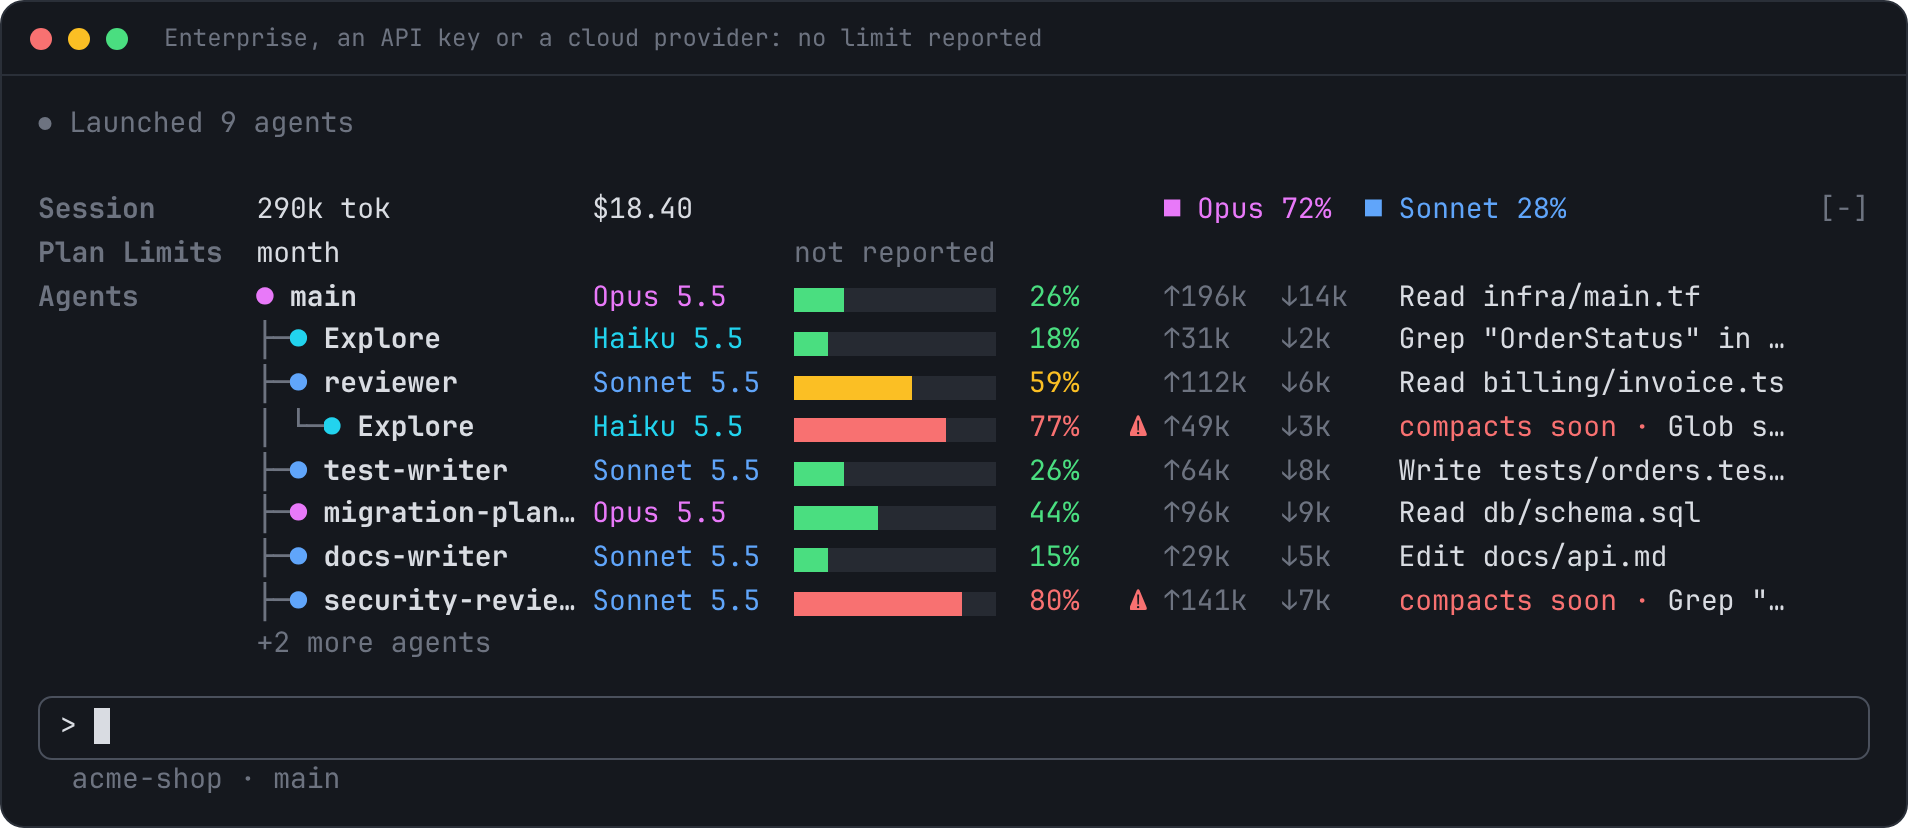 Enterprise, an API key or a cloud provider: no limit reported
● Launched 9 agents
Session 290k tok $18.40 ■ Opus 72% ■ Sonnet 28% [-]
Plan Limits month not reported
Agents ● main Opus 5.5 26% ↑196k ↓14k Read infra/main.tf
├─● Explore Haiku 5.5 18% ↑31k ↓2k Grep "OrderStatus" in …
├─● reviewer Sonnet 5.5 59% ↑112k ↓6k Read billing/invoice.ts
│ └─● Explore Haiku 5.5 77% ⚠ ↑49k ↓3k compacts soon · Glob s…
├─● test-writer Sonnet 5.5 26% ↑64k ↓8k Write tests/orders.tes…
├─● migration-plan… Opus 5.5 44% ↑96k ↓9k Read db/schema.sql
├─● docs-writer Sonnet 5.5 15% ↑29k ↓5k Edit docs/api.md
├─● security-revie… Sonnet 5.5 80% ⚠ ↑141k ↓7k compacts soon · Grep "…
+2 more agents
>
acme-shop · main